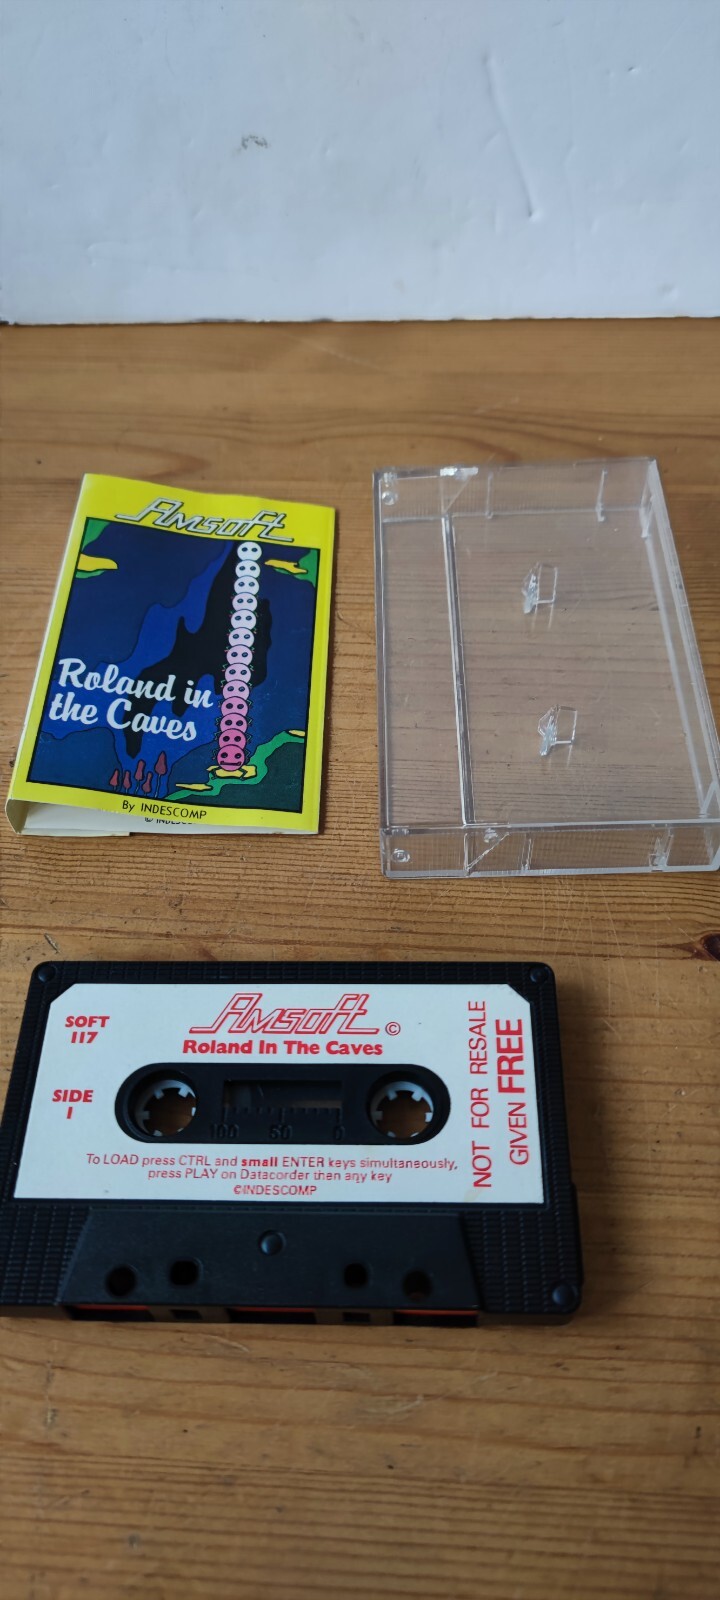 Amsoft
Roland in
the Caves
By INDESCOMP
SOFT
117
Amsoft ©
Roland In The Caves
SIDE
1
100 50 0
To LOAD press CTRL and small ENTER keys simultaneously,
press PLAY on Datacorder then any key
©INDESCOMP
NOT FOR RESALE
GIVEN FREE